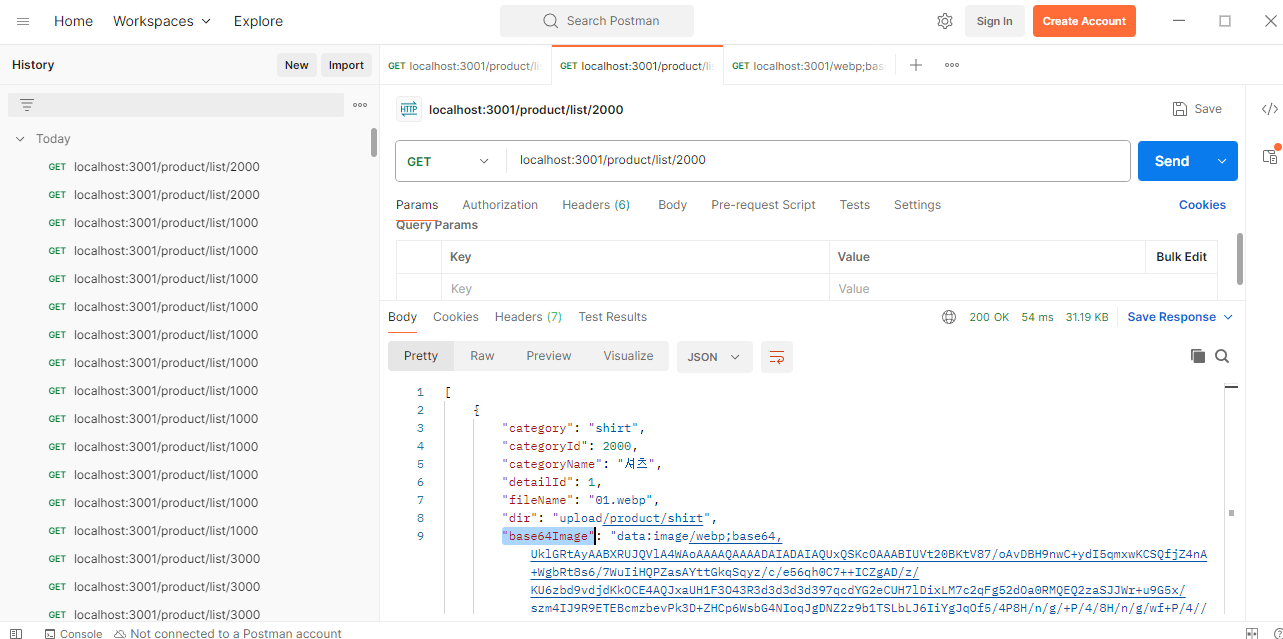 Home Workspaces Explore
Search Postman
Sign In Create Account
History New Import
GET localhost:3001/product/li
GET localhost:3001/product/li
GET localhost:3001/webp;base
Today
GET localhost:3001/product/list/2000
GET localhost:3001/product/list/2000
GET localhost:3001/product/list/1000
GET localhost:3001/product/list/1000
GET localhost:3001/product/list/1000
GET localhost:3001/product/list/1000
GET localhost:3001/product/list/1000
GET localhost:3001/product/list/1000
GET localhost:3001/product/list/1000
GET localhost:3001/product/list/1000
GET localhost:3001/product/list/1000
GET localhost:3001/product/list/1000
GET localhost:3001/product/list/1000
GET localhost:3001/product/list/1000
GET localhost:3001/product/list/3000
GET localhost:3001/product/list/3000
GET localhost:3001/product/list/3000
HTTP localhost:3001/product/list/2000 Save
GET localhost:3001/product/list/2000 Send
Params Authorization Headers (6) Body Pre-request Script Tests Settings Cookies
Query Params
Key Value Bulk Edit
Key Value
Body Cookies Headers (7) Test Results 200 OK 54 ms 31.19 KB Save Response
Pretty Raw Preview Visualize JSON
1 [
2 {
3 "category": "shirt",
4 "categoryId": 2000,
5 "categoryName": "셔츠",
6 "detailId": 1,
7 "fileName": "01.webp",
8 "dir": "upload/product/shirt",
9 "base64Image": "data:image/webp;base64,
UklGRtAyAABXRUJQVlA4WAoAAAAQAAAADAIADAIAQUxQSKcOAAABIUVt20BKtV87/oAvDBH9nwC+ydI5qmxwKCSQfjZ4nA
+WgbRt8s6/7WuIiHQPZasAYttGkqSqyz/c/e56qh0C7++ICZgAD/z/
KU6zbd9vdjdKkOCE4AQJxaUH1F3O43R3d3d3d3d397qcdYG2eCUH7lDixLM7c2qFg52dOa0RMQEQ2zaSJJWr+u9G5x/
szm4IJ9R9ETEBcmzbevPk3D+ZHCp6WsbG4NIoqJgDNZ2z9b1TSLbLJ6IiYgJqOf5/4P8H/n/g/+P/4/8H/n/g/wf+P/4//
Console Not connected to a Postman account